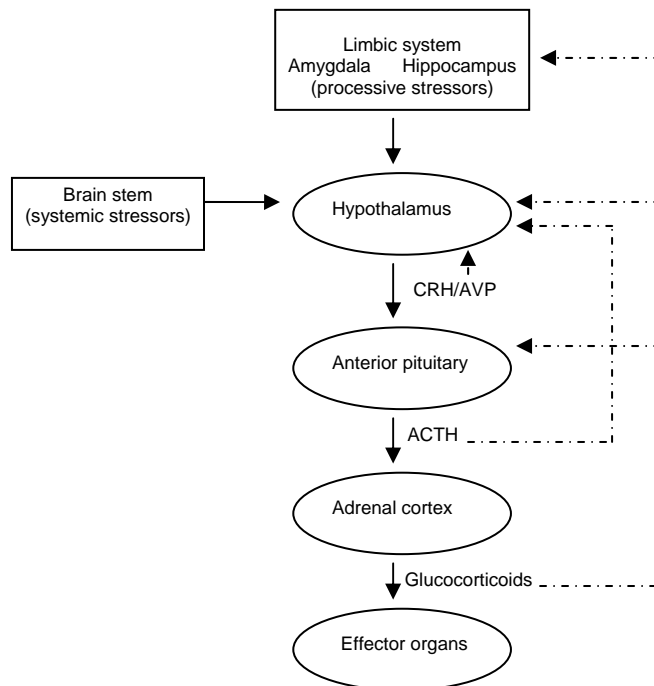 Limbic system
Amygdala Hippocampus
(processive stressors)
Brain stem
(systemic stressors)
Hypothalamus
CRH/AVP
Anterior pituitary
ACTH
Adrenal cortex
Glucocorticoids
Effector organs